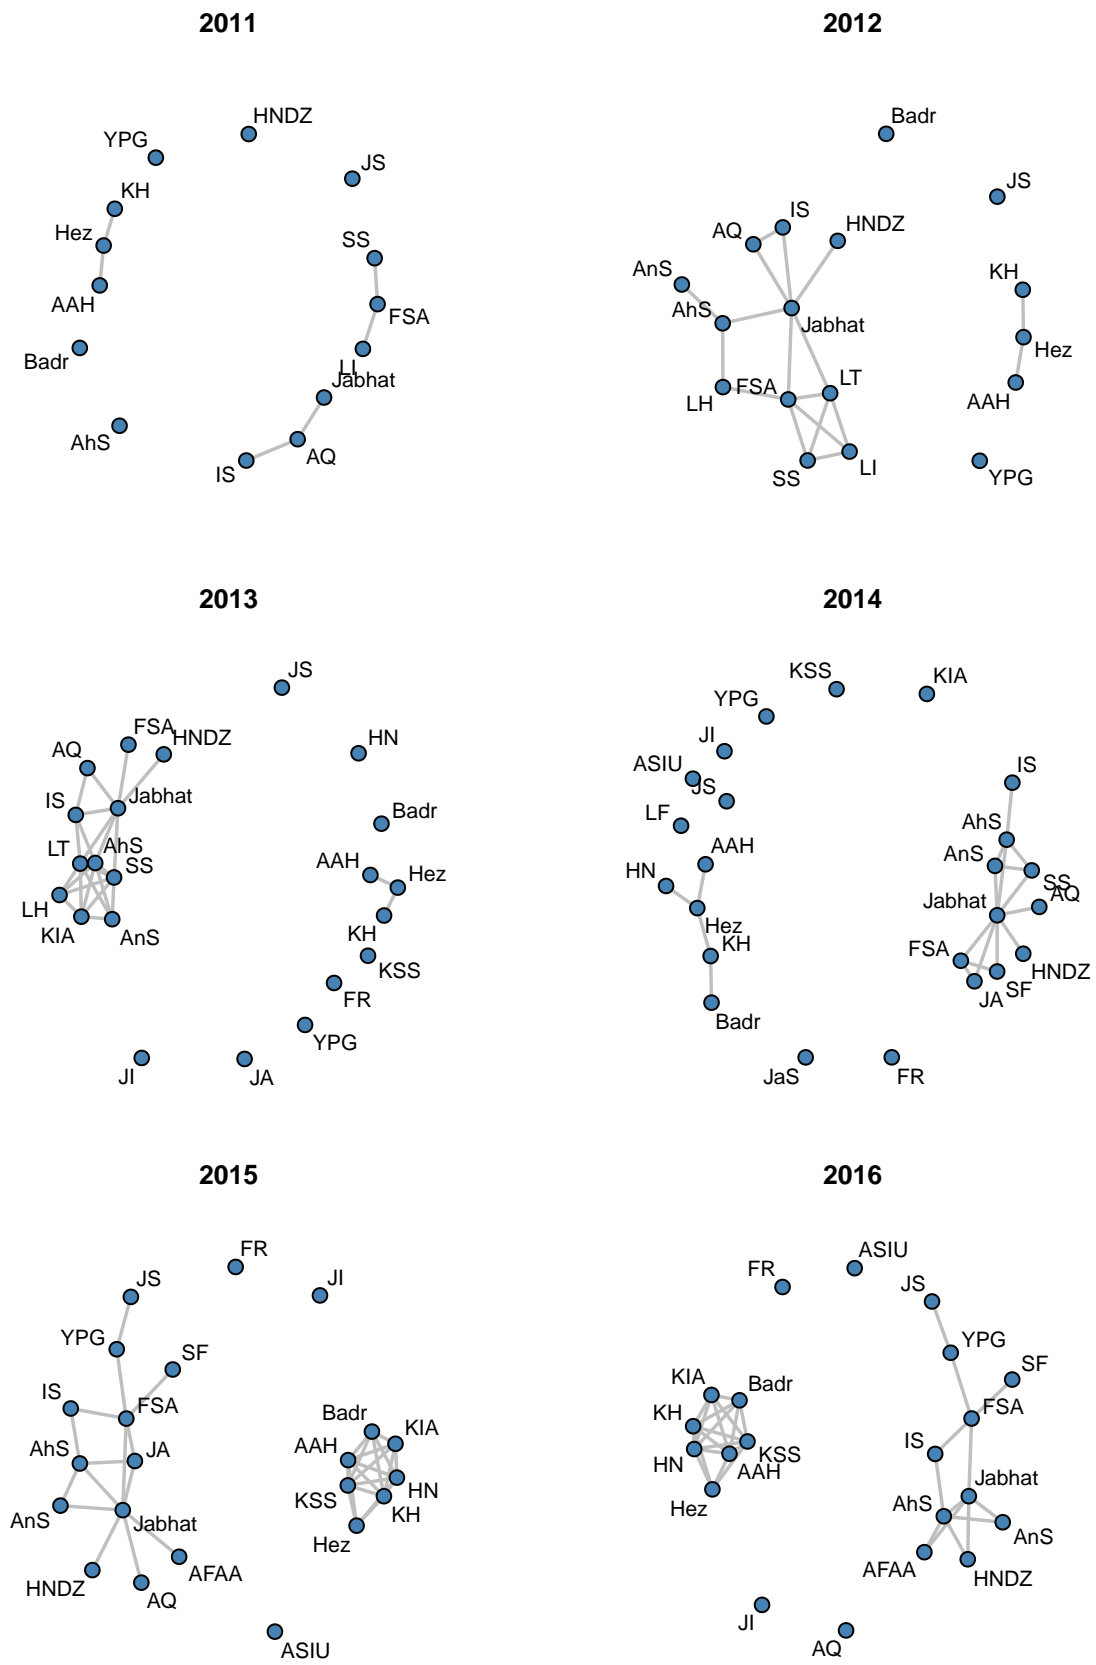 2011
HNDZ
YPG
JS
KH
Hez
SS
AAH
FSA
Badr
LI
Jabhat
AhS
AQ
IS
2012
Badr
JS
IS
HNDZ
AQ
AnS
KH
AhS
Jabhat
Hez
LT
FSA
LH
AAH
LI
SS
YPG
2013
JS
FSA
HNDZ
HN
AQ
Jabhat
IS
Badr
LT
AhS
SS
AAH
Hez
LH
KIA
AnS
KH
KSS
FR
YPG
JI
JA
2014
KSS
KIA
YPG
JI
IS
ASIU
JS
LF
AhS
AAH
AnS
HN
SS
AQ
Jabhat
Hez
KH
FSA
HNDZ
SF
JA
Badr
JaS
FR
2015
FR
JS
JI
YPG
SF
IS
FSA
Badr
KIA
AhS
JA
AAH
HN
KSS
KH
AnS
Jabhat
Hez
AFAA
HNDZ
AQ
ASIU
2016
ASIU
FR
JS
YPG
SF
KIA
Badr
FSA
KH
IS
KSS
HN
AAH
Jabhat
Hez
AhS
AnS
AFAA
HNDZ
JI
AQ